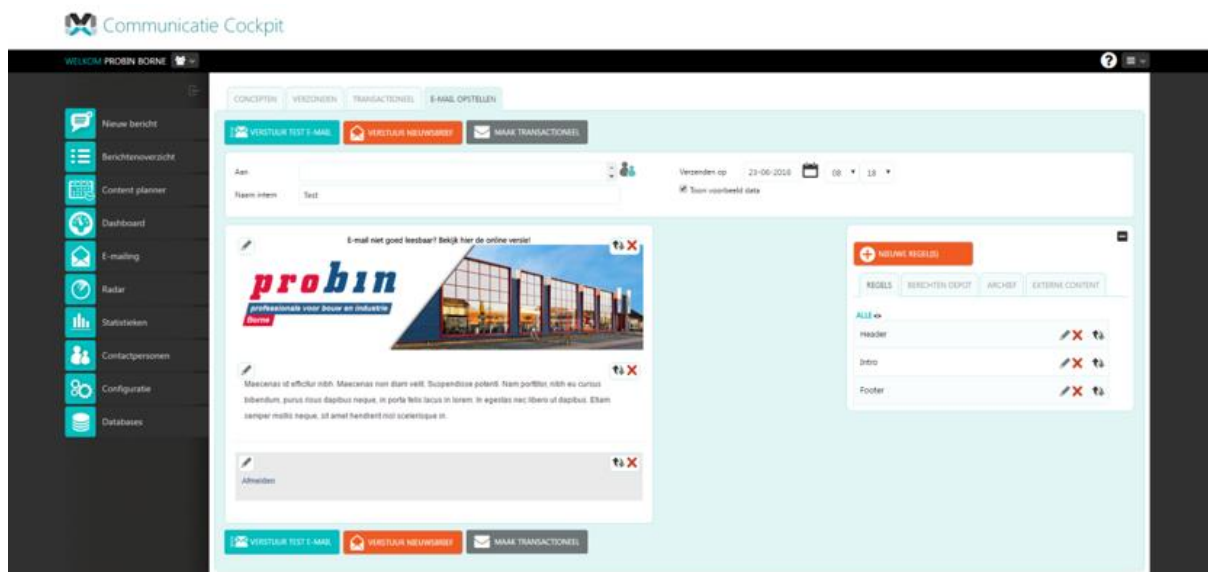 Communicatie Cockpit
WELKOM PROBIN BORNE
?
CONCEPTEN VERZONDEN TRANSACTIONEEL E-MAIL OPSTELLEN
Nieuw bericht
Berichtenoverzicht
Content planner
Dashboard
E-mailing
Radar
Statistieken
Contactpersonen
Configuratie
Databases
VERSTUUR TEST E-MAIL VERSTUUR NIEUWSBRIEF MAAK TRANSACTIONEEL
Aan
Naam intern Test
Verzenden op 23-06-2016 08 18
Toon voorbeeld data
E-mail niet goed leesbaar? Bekijk hier de online versie!
probin
professionals voor bouw en industrie
Borne
Maecenas id efficitur nibh. Maecenas non diam velit. Suspendisse potenti. Nam porttitor, nibh eu cursus
bibendum, purus risus dapibus neque, in porta felis lacus in lorem. In egestas nec libero ut dapibus. Etiam
semper mollis neque, sit amet hendrerit nisl scelerisque in.
Afmelden
NIEUWE REGEL(S)
REGELS BERICHTEN DEPOT ARCHIEF EXTERNE CONTENT
ALLE
Header
Intro
Footer
VERSTUUR TEST E-MAIL VERSTUUR NIEUWSBRIEF MAAK TRANSACTIONEEL